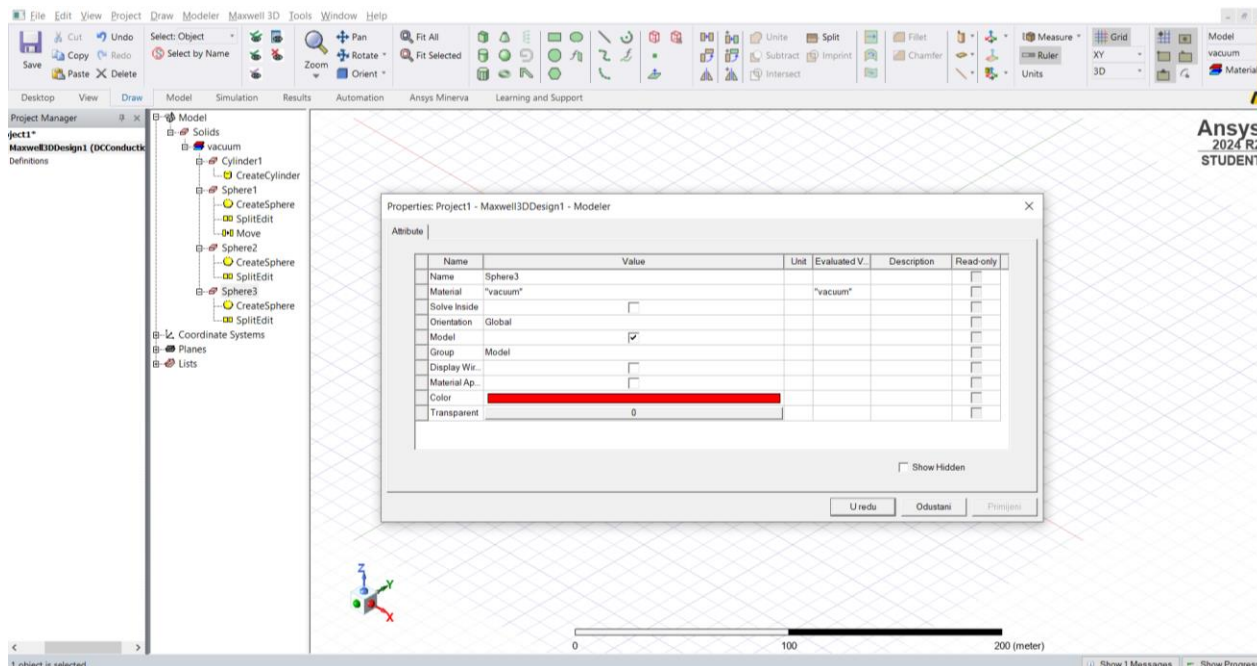 File Edit View Project Draw Modeler Maxwell 3D Tools Window Help
Save
Cut
Copy
Paste
Undo
Redo
Delete
Select: Object
Select by Name
Zoom
Pan
Rotate
Orient
Fit All
Fit Selected
Unite
Subtract
Intersect
Split
Imprint
Fillet
Chamfer
Measure
Ruler
Units
Grid
XY
3D
Model
vacuum
Material
Desktop View Draw Model Simulation Results Automation Ansys Minerva Learning and Support
Project Manager
ject1*
Maxwell3DDesign1 (DCConductio
Definitions
Model
Solids
vacuum
Cylinder1
CreateCylinder
Sphere1
CreateSphere
SplitEdit
Move
Sphere2
CreateSphere
SplitEdit
Sphere3
CreateSphere
SplitEdit
Coordinate Systems
Planes
Lists
Ansys
2024 R2
STUDENT
Properties: Project1 - Maxwell3DDesign1 - Modeler
Attribute
Name Value Unit Evaluated V... Description Read-only
Name Sphere3
Material "vacuum" "vacuum"
Solve Inside
Orientation Global
Model
Group Model
Display Wir...
Material Ap...
Color
Transparent 0
Show Hidden
U redu Odustani Primijeni
Z
Y
X
0 100 200 (meter)
1 object is selected
Show 1 Messages Show Progres